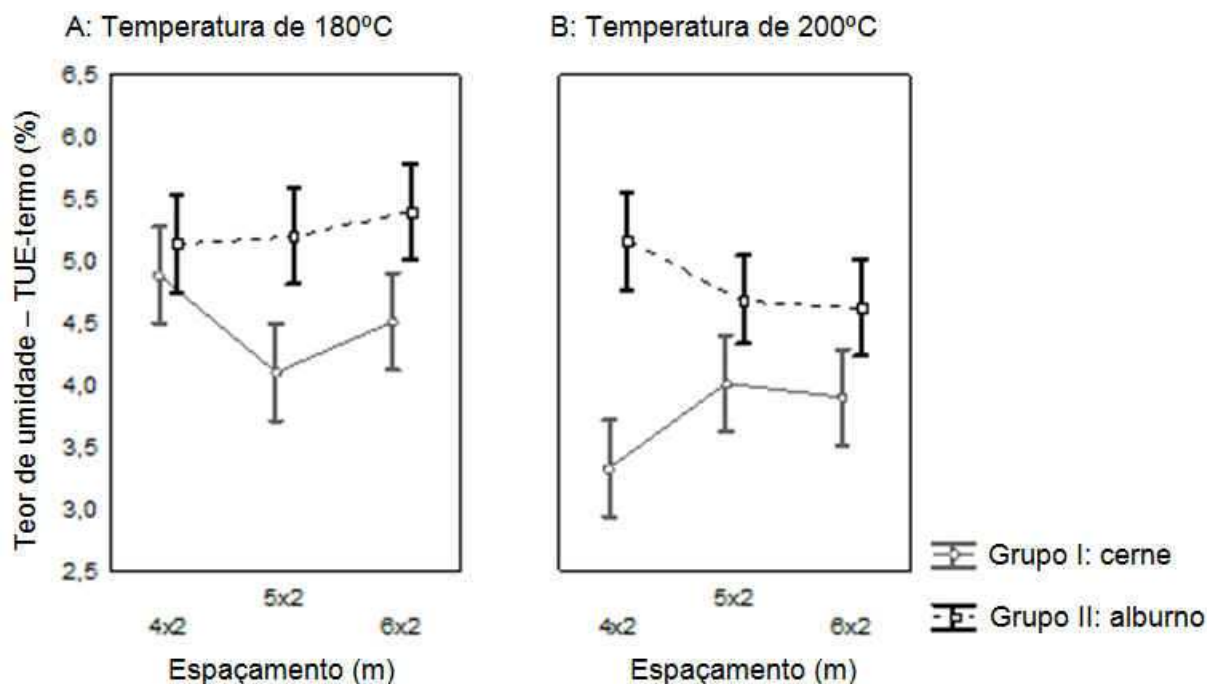 A: Temperatura de 180ºC
B: Temperatura de 200ºC
Teor de umidade – TUE-termo (%)
6,5
6,0
5,5
5,0
4,5
4,0
3,5
3,0
2,5
4x2
5x2
6x2
4x2
5x2
6x2
Espaçamento (m)
Espaçamento (m)
Grupo I: cerne
Grupo II: alburno